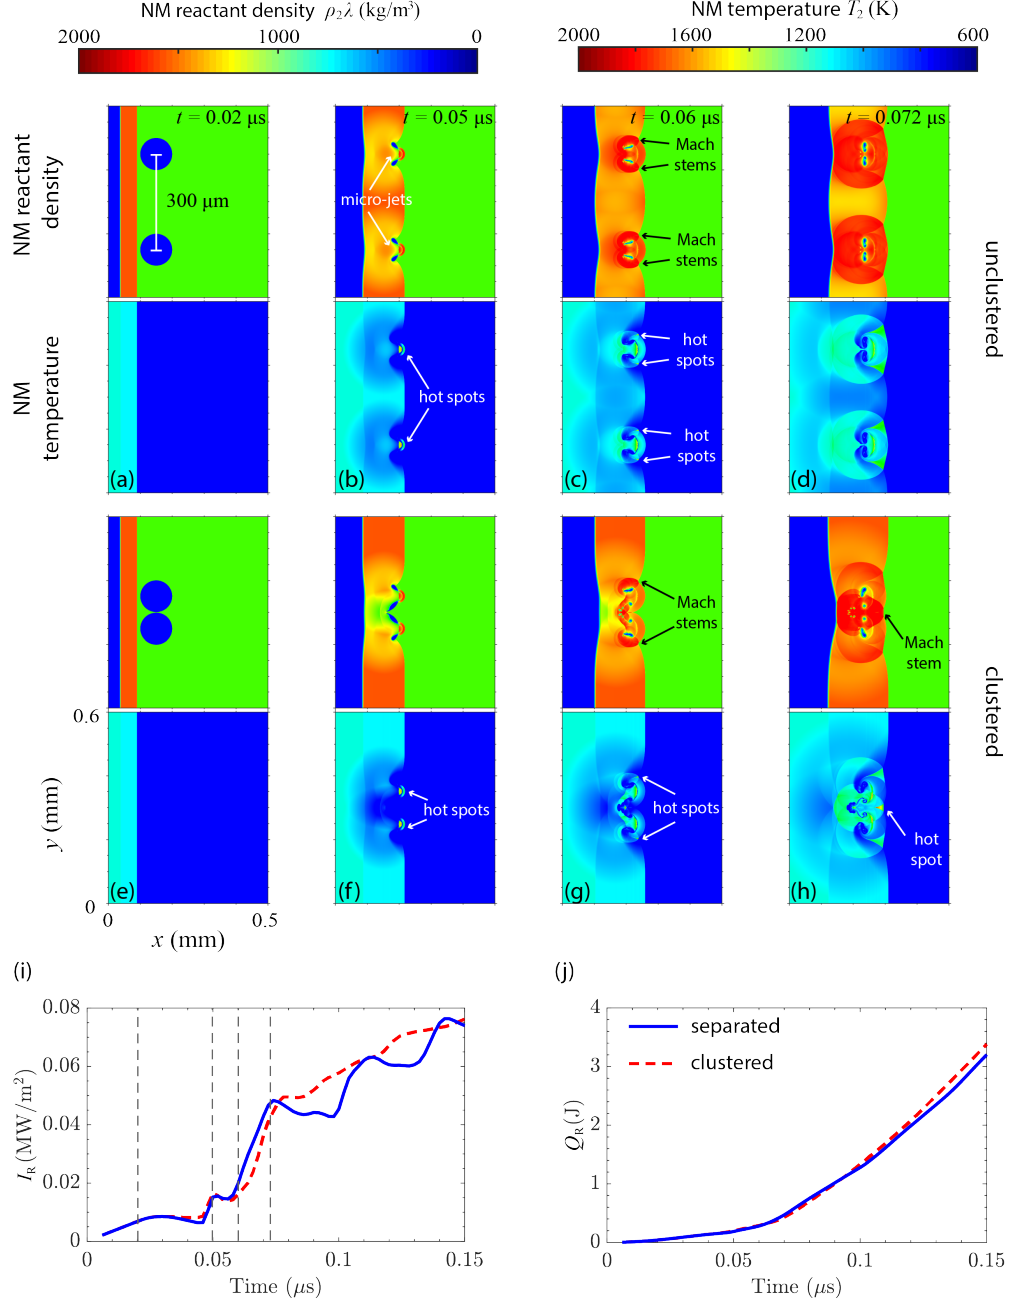 NM reactant density ρ₂λ (kg/m³)
NM temperature T₂ (K)
2000 1600 1200 600
2000 1000 0
t = 0.02 μs
t = 0.05 μs
t = 0.06 μs
t = 0.072 μs
NM reactant
density
300 μm
micro-jets
Mach
stems
Mach
stems
unclustered
NM
temperature
hot spots
hot
spots
hot
spots
(a)
(b)
(c)
(d)
Mach
stems
Mach
stem
clustered
0.6
y (mm)
0
hot spots
hot spots
hot
spot
(e)
(f)
(g)
(h)
0 0.5
x (mm)
(i)
0.08
0.06
0.04
0.02
0
I_R (MW/m²)
0 0.05 0.1 0.15
Time (μs)
(j)
4
3
2
1
0
Q_R (J)
separated
clustered
0 0.05 0.1 0.15
Time (μs)